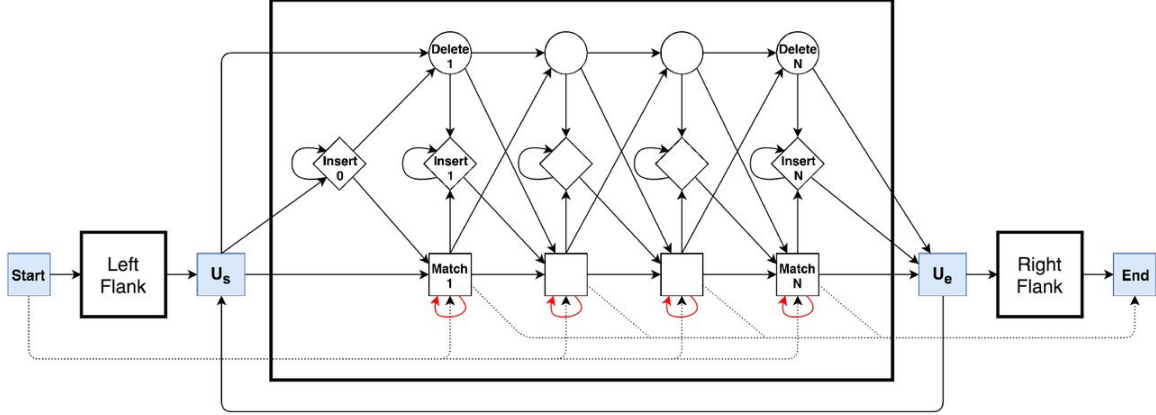 Delete
1
Delete
N
Insert
0
Insert
1
Insert
N
Start
Left
Flank
Us
Match
1
Match
N
Ue
Right
Flank
End